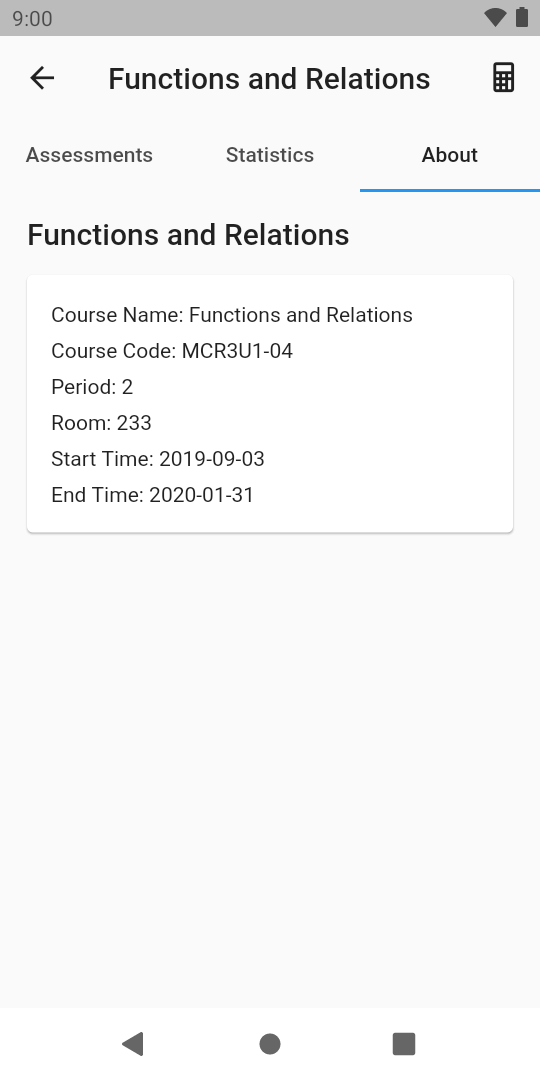 9:00
Functions and Relations
Assessments Statistics About
Functions and Relations
Course Name: Functions and Relations
Course Code: MCR3U1-04
Period: 2
Room: 233
Start Time: 2019-09-03
End Time: 2020-01-31